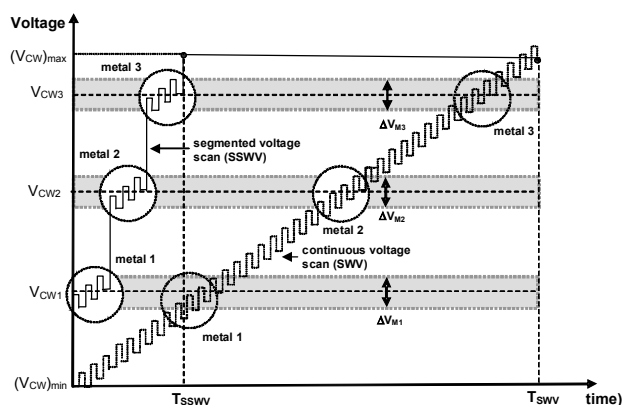 Voltage
(VCW)max
metal 3
VCW3
ΔVM3
metal 3
segmented voltage
scan (SSWV)
metal 2
VCW2
ΔVM2
metal 2
continuous voltage
scan (SWV)
metal 1
VCW1
ΔVM1
metal 1
(VCW)min
TSSWV
TSWV
time)